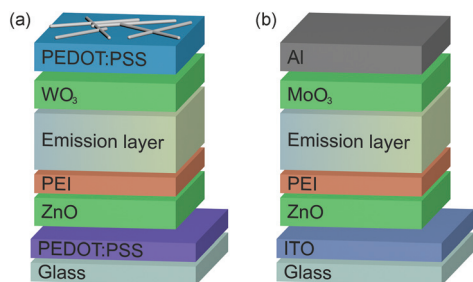 (a)
PEDOT:PSS
WO₃
Emission layer
PEI
ZnO
PEDOT:PSS
Glass
(b)
Al
MoO₃
Emission layer
PEI
ZnO
ITO
Glass